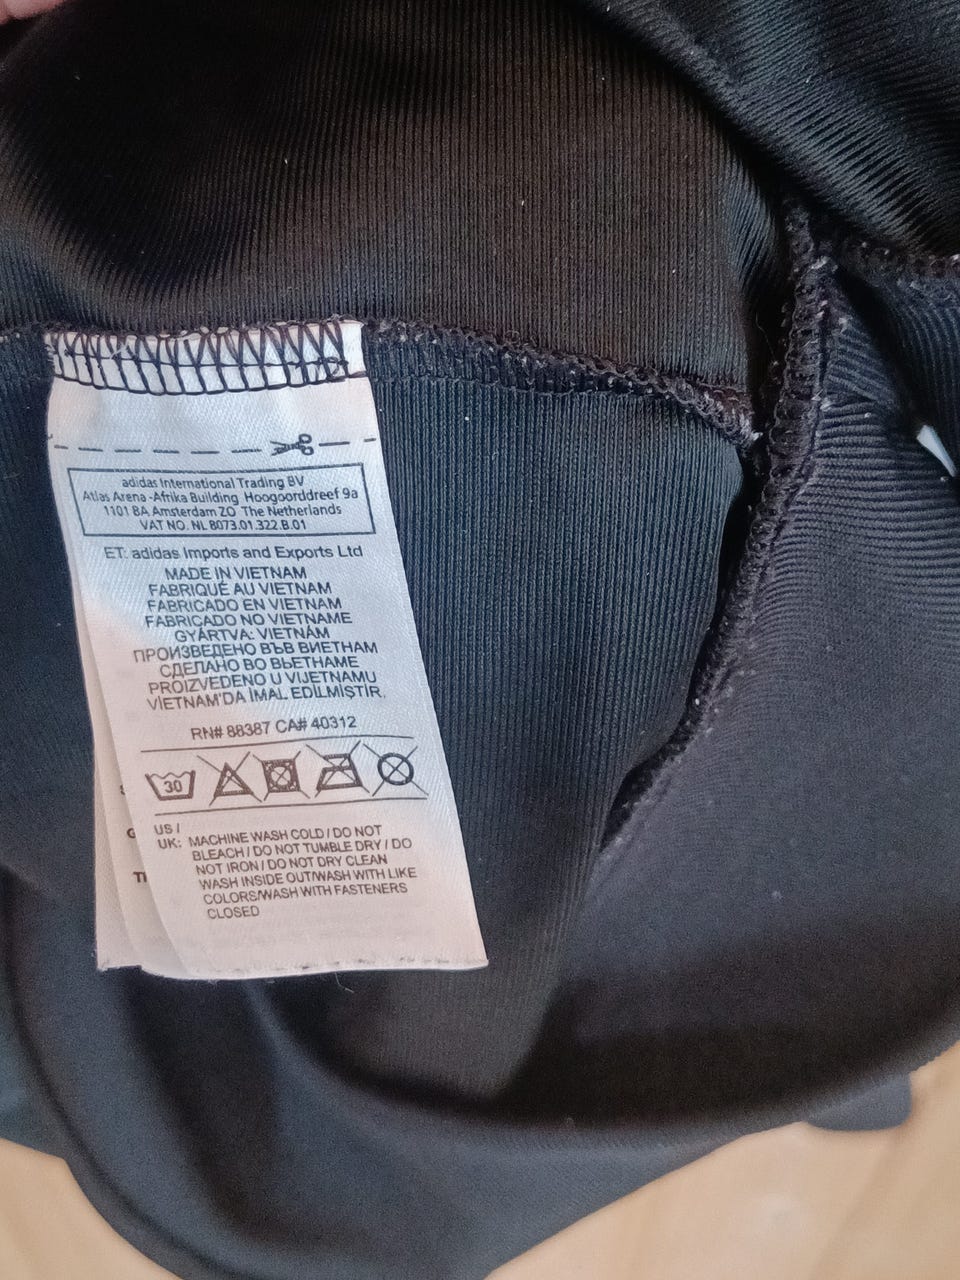 adidas International Trading BV
Atlas Arena -Afrika Building Hoogoorddreef 9a
1101 BA Amsterdam ZO The Netherlands
VAT NO. NL 8073.01.322 B.01
ET: adidas Imports and Exports Ltd
MADE IN VIETNAM
FABRIQUÉ AU VIETNAM
FABRICADO EN VIETNAM
FABRICADO NO VIETNAME
GYÁRTVA: VIETNÁM
ПРОИЗВЕДЕНО ВЪВ ВИЕТНАМ
СДЕЛАНО ВО ВЬЕТНАМЕ
PROIZVEDENO U VIJETNAMU
VİETNAM'DA İMAL EDİLMİŞTİR.
RN# 88387 CA# 40312
30
US /
UK: MACHINE WASH COLD / DO NOT
BLEACH / DO NOT TUMBLE DRY / DO
NOT IRON / DO NOT DRY CLEAN
WASH INSIDE OUT/WASH WITH LIKE
COLORS/WASH WITH FASTENERS
CLOSED